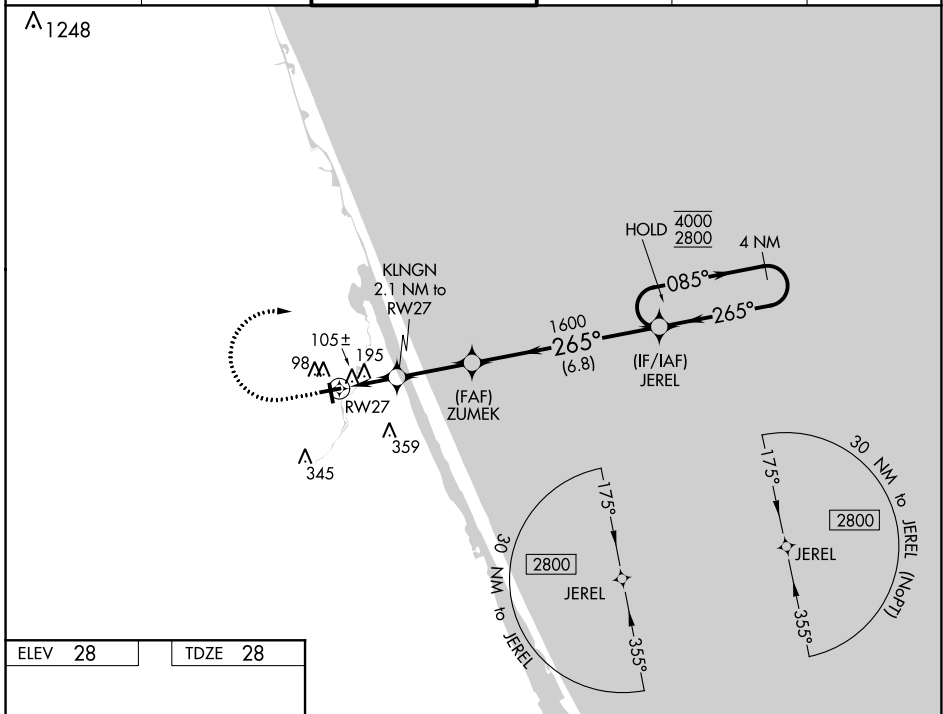 1248
HOLD 4000
2800
4 NM
085°
265°
KLNGN
2.1 NM to
RW27
1600
265°
(6.8)
(IF/IAF)
JEREL
105±
195
98
RW27
(FAF)
ZUMEK
359
345
175°
30 NM to JEREL
2800
JEREL
355°
175°
30 NM to JEREL (NoPT)
2800
JEREL
355°
ELEV 28
TDZE 28